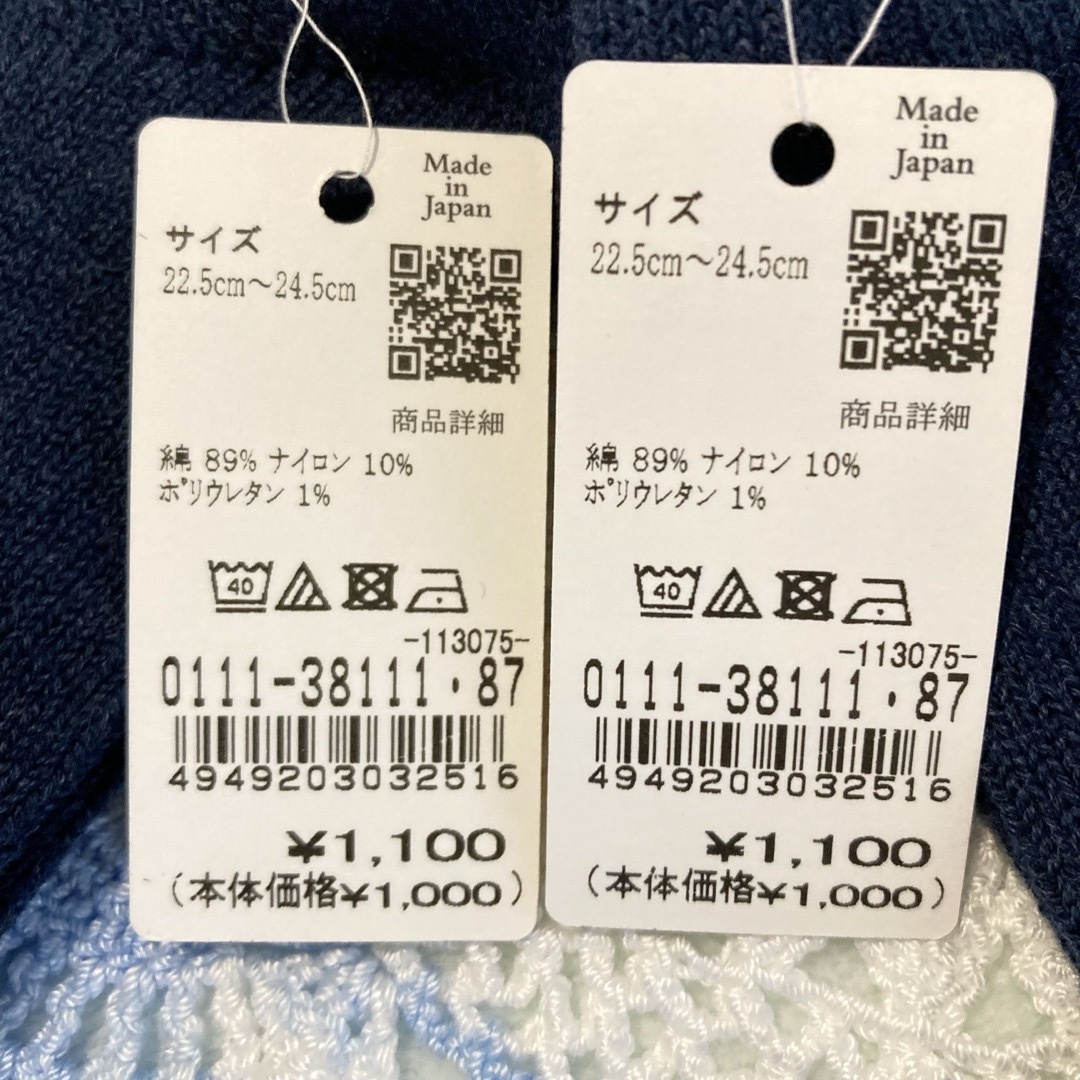 Made
in
Japan
サイズ
22.5cm～24.5cm
商品詳細
綿 89% ナイロン 10%
ポリウレタン 1%
40
-113075-
0111-38111・87
4949203032516
¥1,100
(本体価格¥1,000)
Made
in
Japan
サイズ
22.5cm～24.5cm
商品詳細
綿 89% ナイロン 10%
ポリウレタン 1%
40
-113075-
0111-38111・87
4949203032516
¥1,100
(本体価格¥1,000)